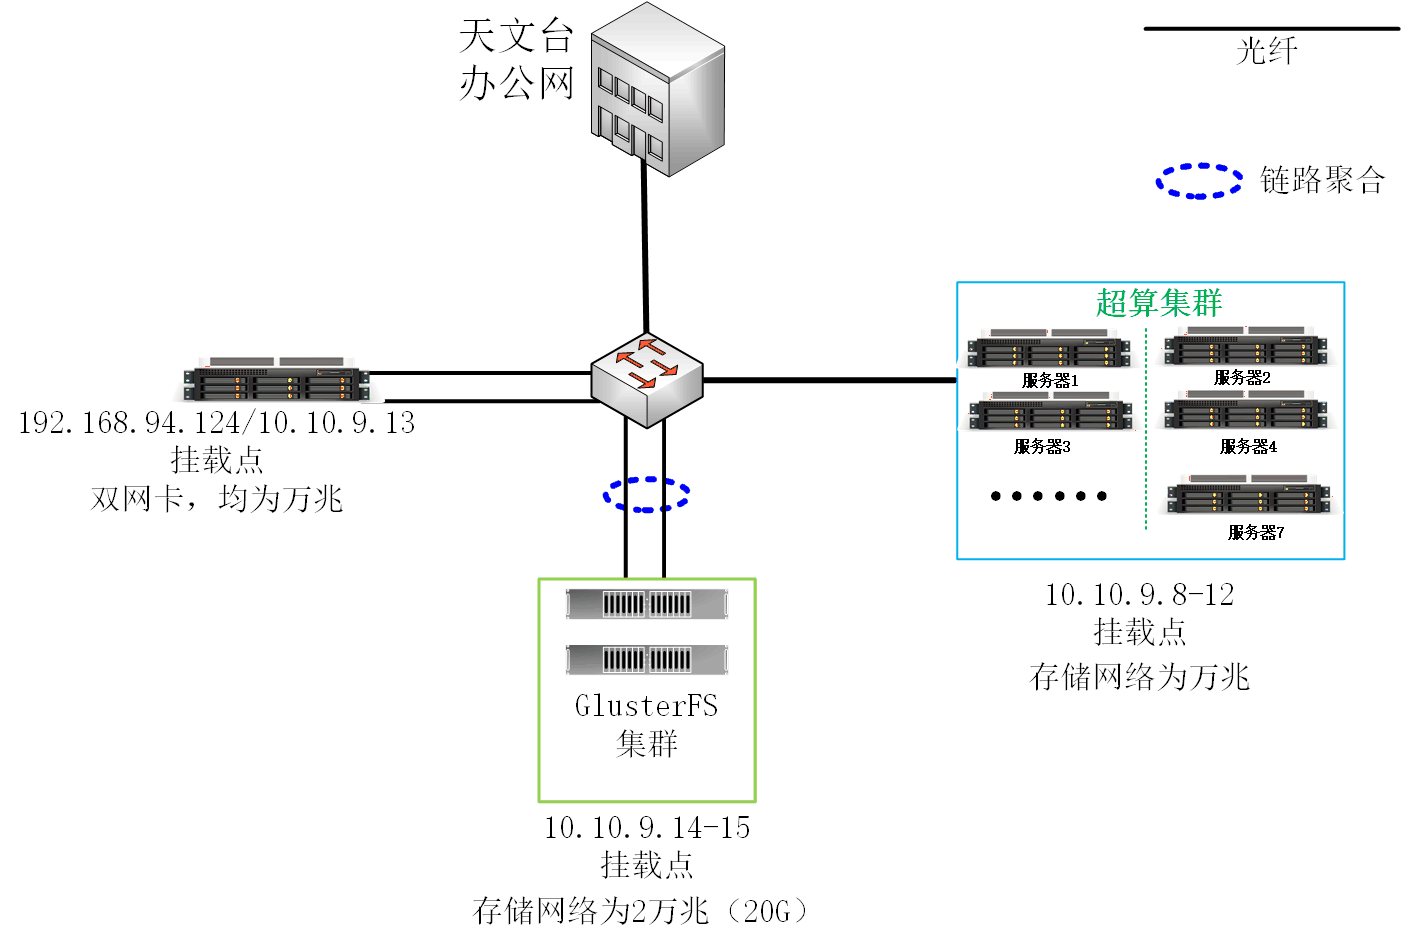 天文台
办公网
光纤
链路聚合
超算集群
服务器1
服务器2
服务器3
服务器4
服务器7
192.168.94.124/10.10.9.13
挂载点
双网卡，均为万兆
10.10.9.8-12
挂载点
存储网络为万兆
GlusterFS
集群
10.10.9.14-15
挂载点
存储网络为2万兆（20G）